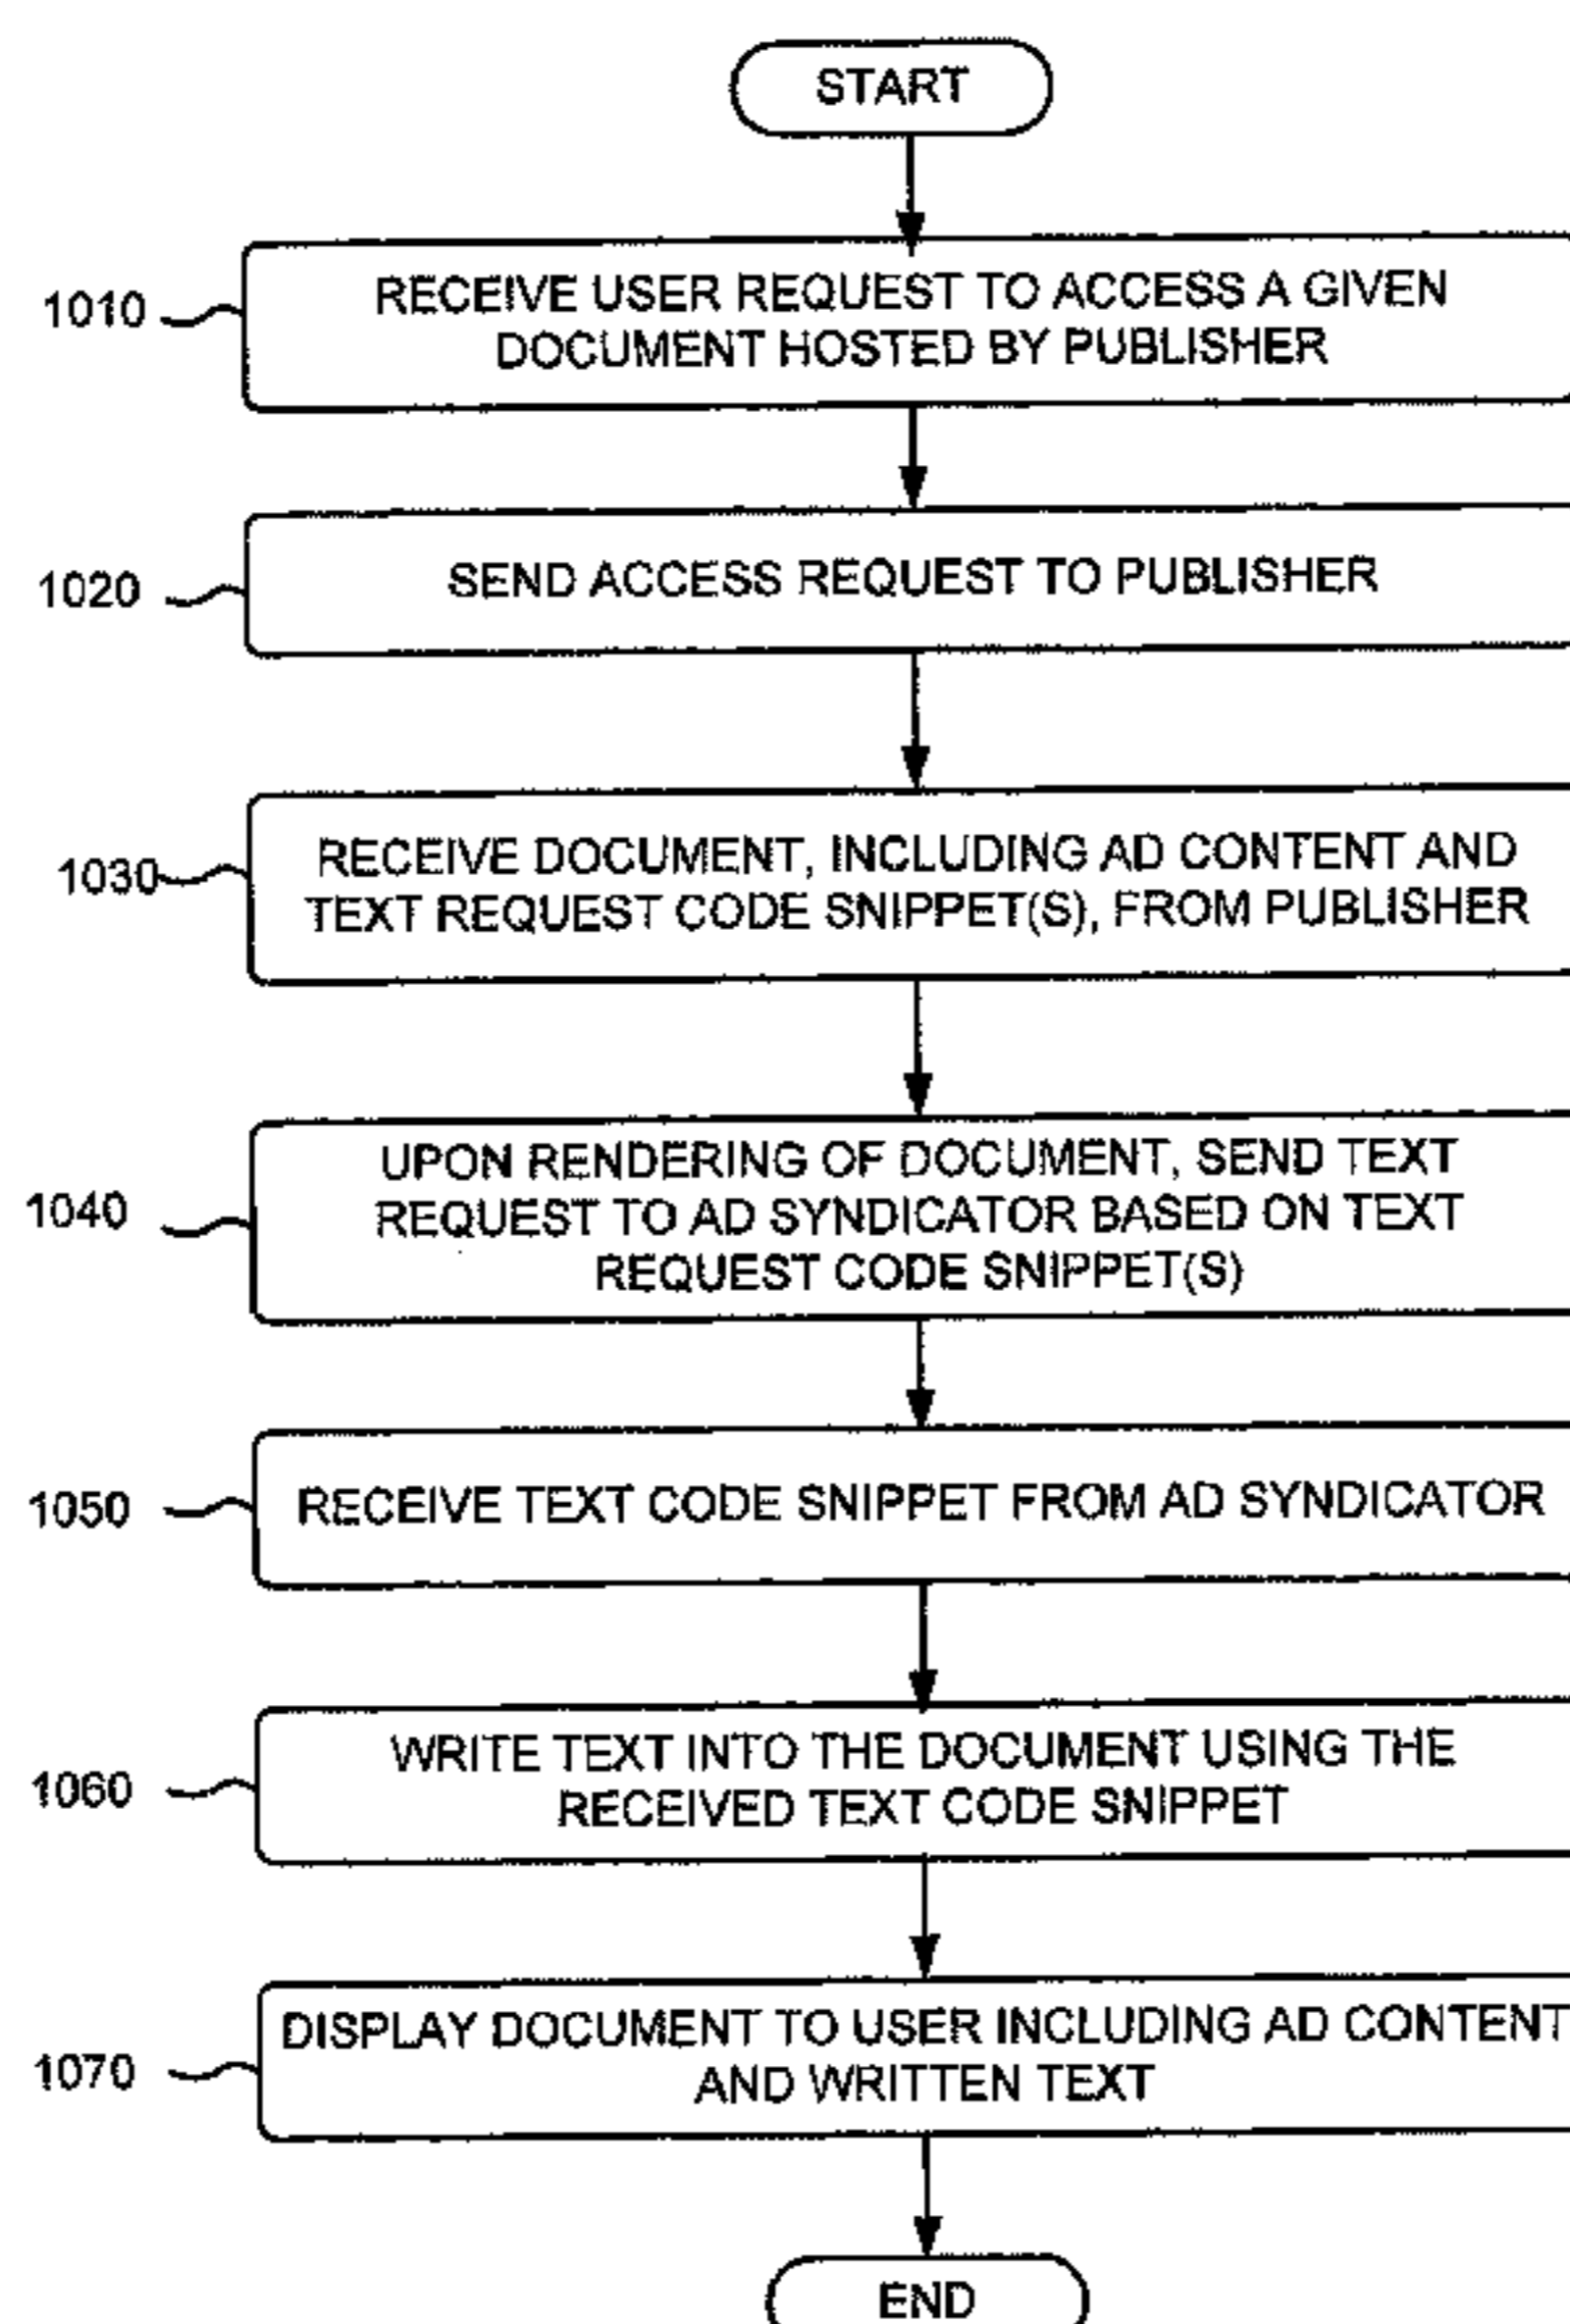 START
1010
RECEIVE USER REQUEST TO ACCESS A GIVEN
DOCUMENT HOSTED BY PUBLISHER
1020
SEND ACCESS REQUEST TO PUBLISHER
1030
RECEIVE DOCUMENT, INCLUDING AD CONTENT AND
TEXT REQUEST CODE SNIPPET(S), FROM PUBLISHER
1040
UPON RENDERING OF DOCUMENT, SEND TEXT
REQUEST TO AD SYNDICATOR BASED ON TEXT
REQUEST CODE SNIPPET(S)
1050
RECEIVE TEXT CODE SNIPPET FROM AD SYNDICATOR
1060
WRITE TEXT INTO THE DOCUMENT USING THE
RECEIVED TEXT CODE SNIPPET
1070
DISPLAY DOCUMENT TO USER INCLUDING AD CONTENT
AND WRITTEN TEXT
END